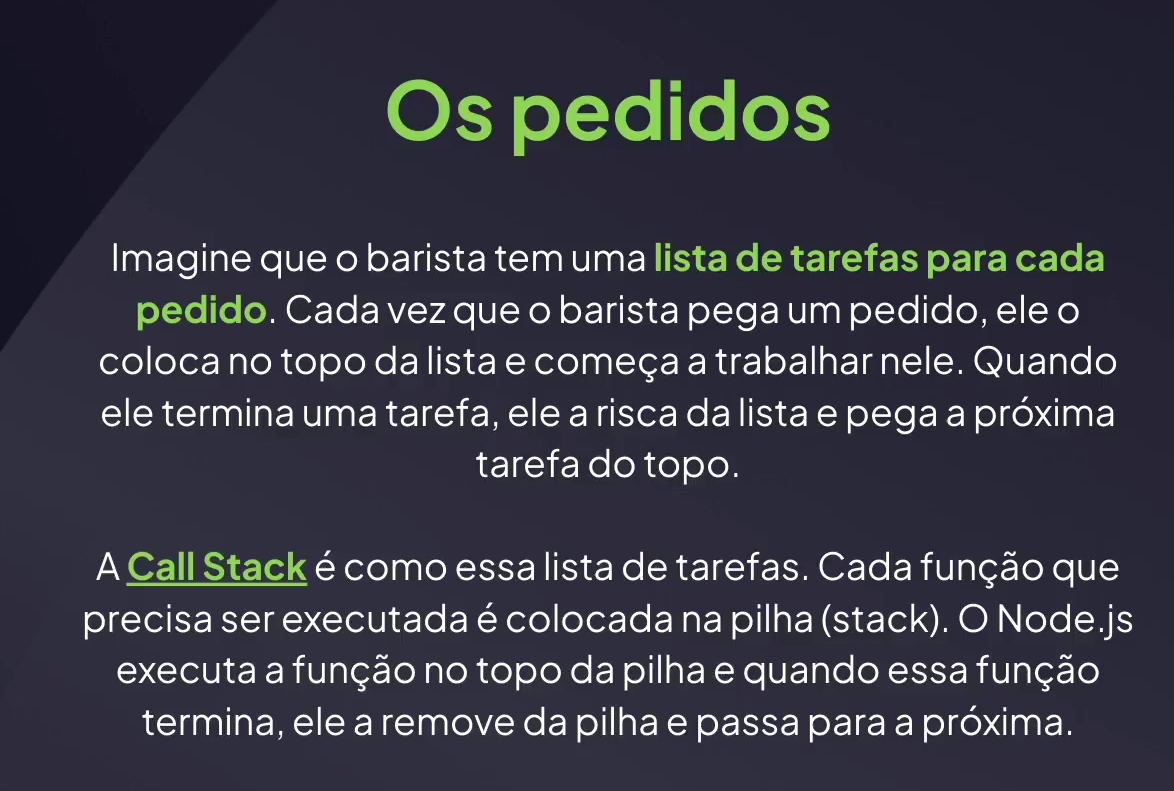 Os pedidos
Imagine que o barista tem uma lista de tarefas para cada
pedido. Cada vez que o barista pega um pedido, ele o
coloca no topo da lista e começa a trabalhar nele. Quando
ele termina uma tarefa, ele a risca da lista e pega a próxima
tarefa do topo.
A Call Stack é como essa lista de tarefas. Cada função que
precisa ser executada é colocada na pilha (stack). O Node.js
executa a função no topo da pilha e quando essa função
termina, ele a remove da pilha e passa para a próxima.